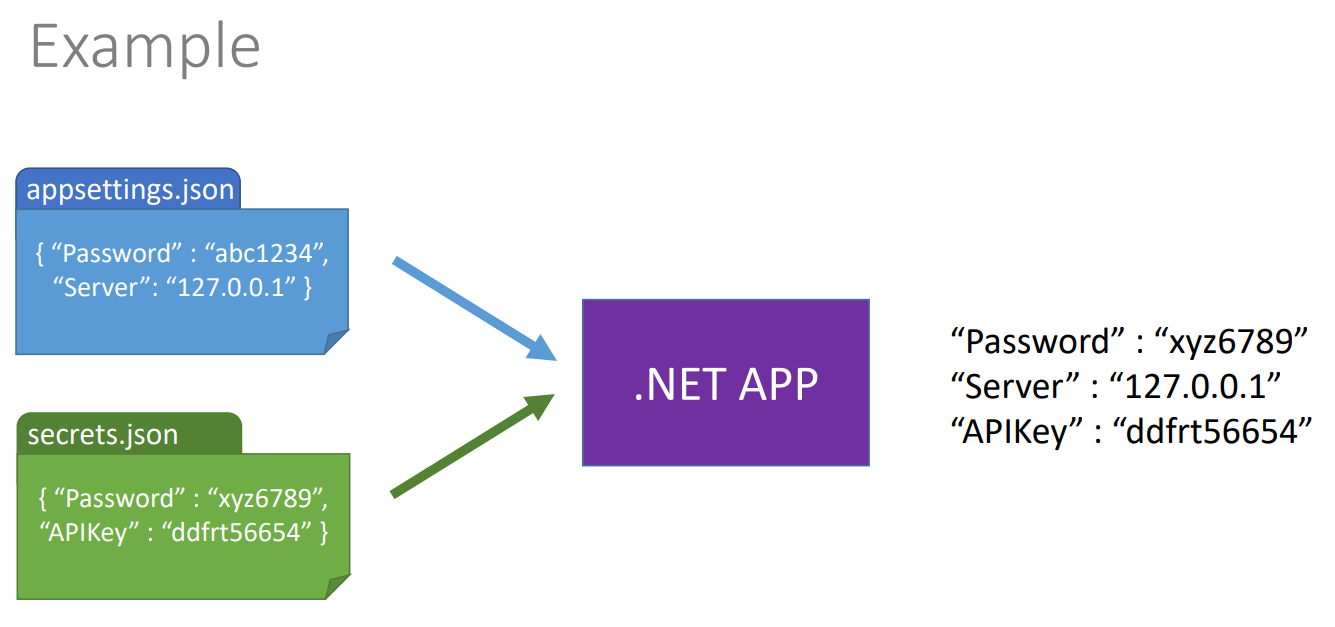 Example
appsettings.json
{ “Password” : “abc1234”,
“Server”: “127.0.0.1” }
secrets.json
{ “Password” : “xyz6789”,
“APIKey” : “ddfrt56654” }
.NET APP
“Password” : “xyz6789”
“Server” : “127.0.0.1”
“APIKey” : “ddfrt56654”